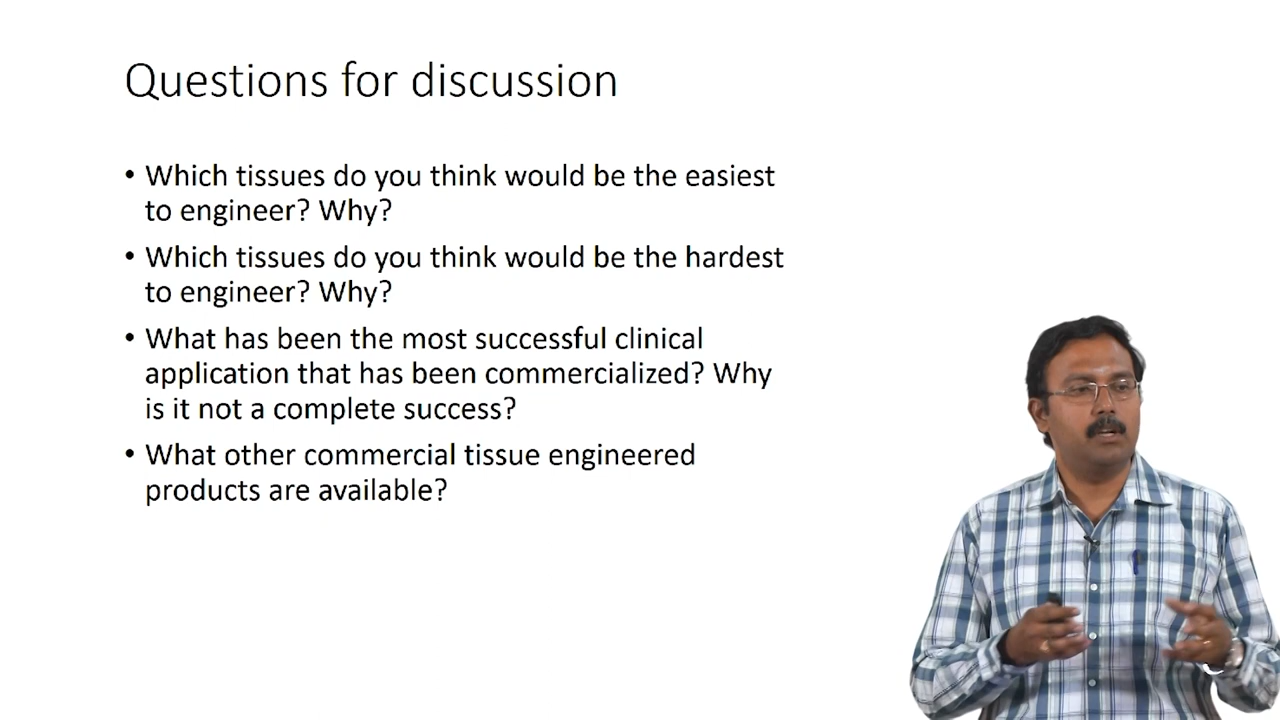 Questions for discussion
• Which tissues do you think would be the easiest
to engineer? Why?
• Which tissues do you think would be the hardest
to engineer? Why?
• What has been the most successful clinical
application that has been commercialized? Why
is it not a complete success?
• What other commercial tissue engineered
products are available?